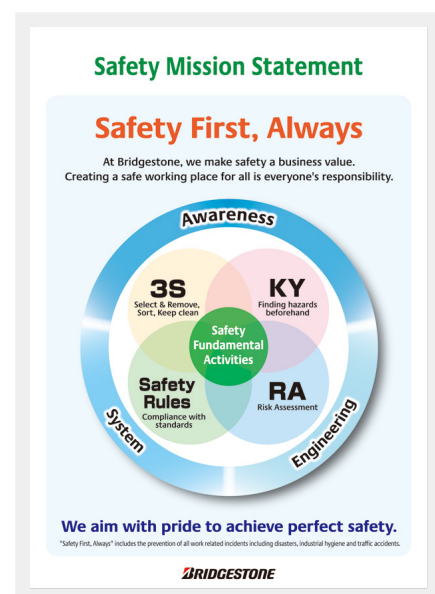 Safety Mission Statement
Safety First, Always
At Bridgestone, we make safety a business value.
Creating a safe working place for all is everyone's responsibility.
Awareness
3S
Select & Remove,
Sort, Keep clean
KY
Finding hazards
beforehand
Safety
Fundamental
Activities
Safety
Rules
Compliance with
standards
RA
Risk Assessment
System
Engineering
We aim with pride to achieve perfect safety.
"Safety First, Always" includes the prevention of all work related incidents including disasters, industrial hygiene and traffic accidents.
BRIDGESTONE